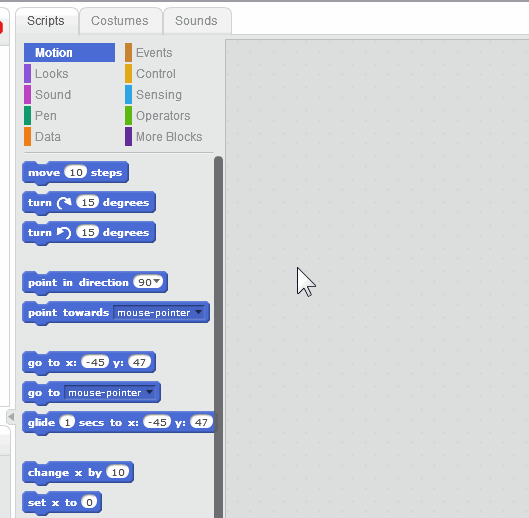 Scripts Costumes Sounds
Motion Events
Looks Control
Sound Sensing
Pen Operators
Data More Blocks
move 10 steps
turn 15 degrees
turn 15 degrees
point in direction 90
point towards mouse-pointer
go to x: -45 y: 47
go to mouse-pointer
glide 1 secs to x: -45 y: 47
change x by 10
set x to 0